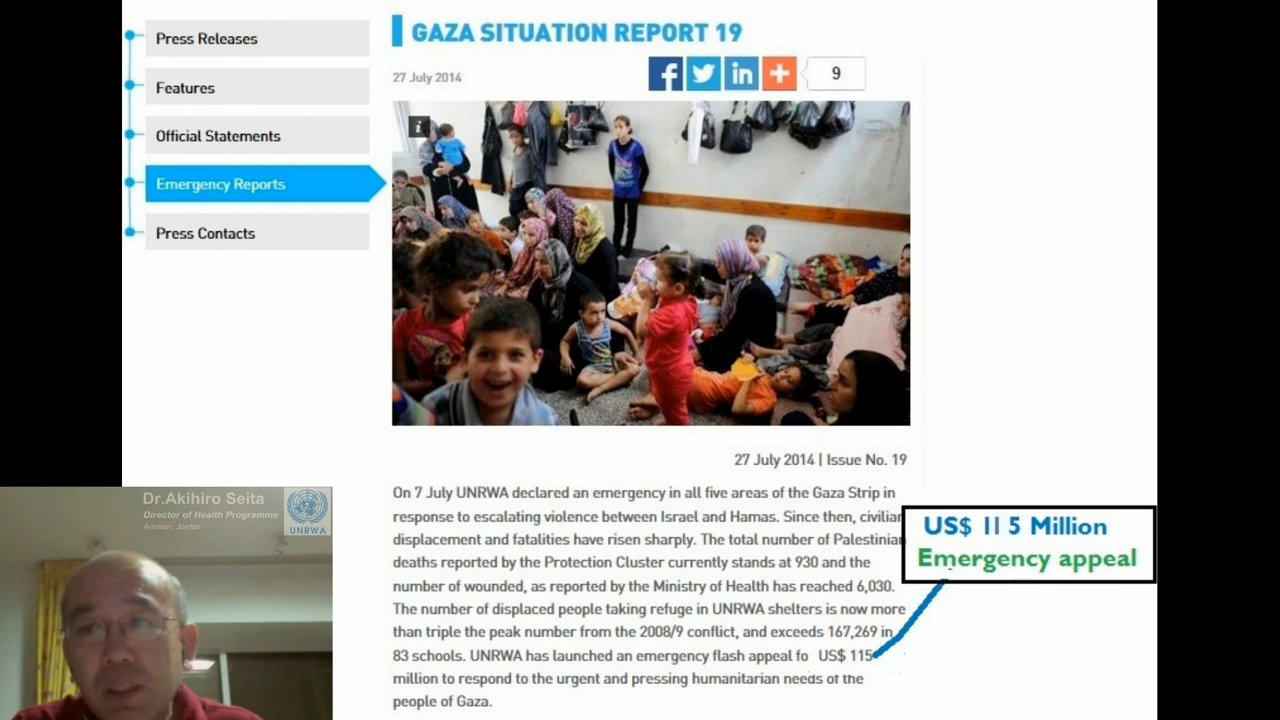 Press Releases
Features
Official Statements
Emergency Reports
Press Contacts
GAZA SITUATION REPORT 19
27 July 2014
f
in
+
9
i
27 July 2014 | Issue No. 19
On 7 July UNRWA declared an emergency in all five areas of the Gaza Strip in
response to escalating violence between Israel and Hamas. Since then, civilian
displacement and fatalities have risen sharply. The total number of Palestinian
deaths reported by the Protection Cluster currently stands at 930 and the
number of wounded, as reported by the Ministry of Health has reached 6,030.
The number of displaced people taking refuge in UNRWA shelters is now more
than triple the peak number from the 2008/9 conflict, and exceeds 167,269 in
83 schools. UNRWA has launched an emergency flash appeal fo US$ 115
million to respond to the urgent and pressing humanitarian needs of the
people of Gaza.
US$ 115 Million
Emergency appeal
Dr.Akihiro Seita
Director of Health Programme
Amman, Jordan
UNRWA